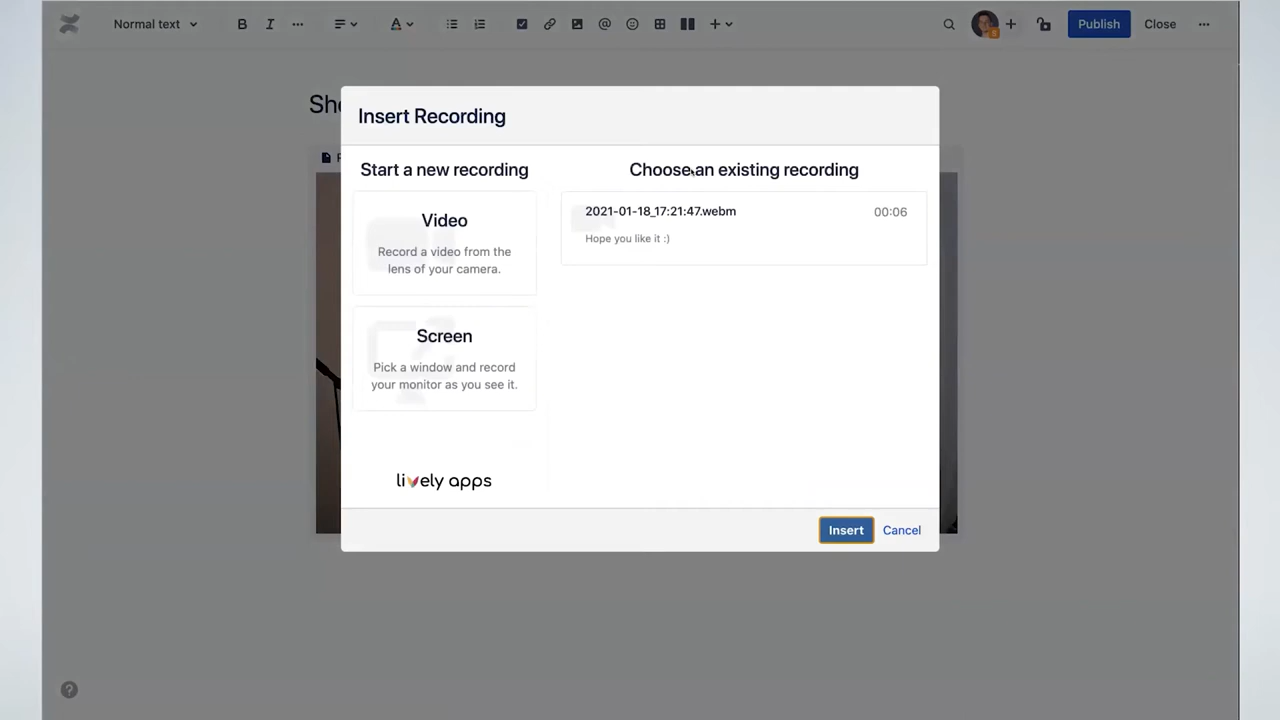 Normal text
Publish
Close
Insert Recording
Start a new recording
Video
Record a video from the
lens of your camera.
Screen
Pick a window and record
your monitor as you see it.
lively apps
Choose an existing recording
2021-01-18_17:21:47.webm
00:06
Hope you like it :)
Insert
Cancel